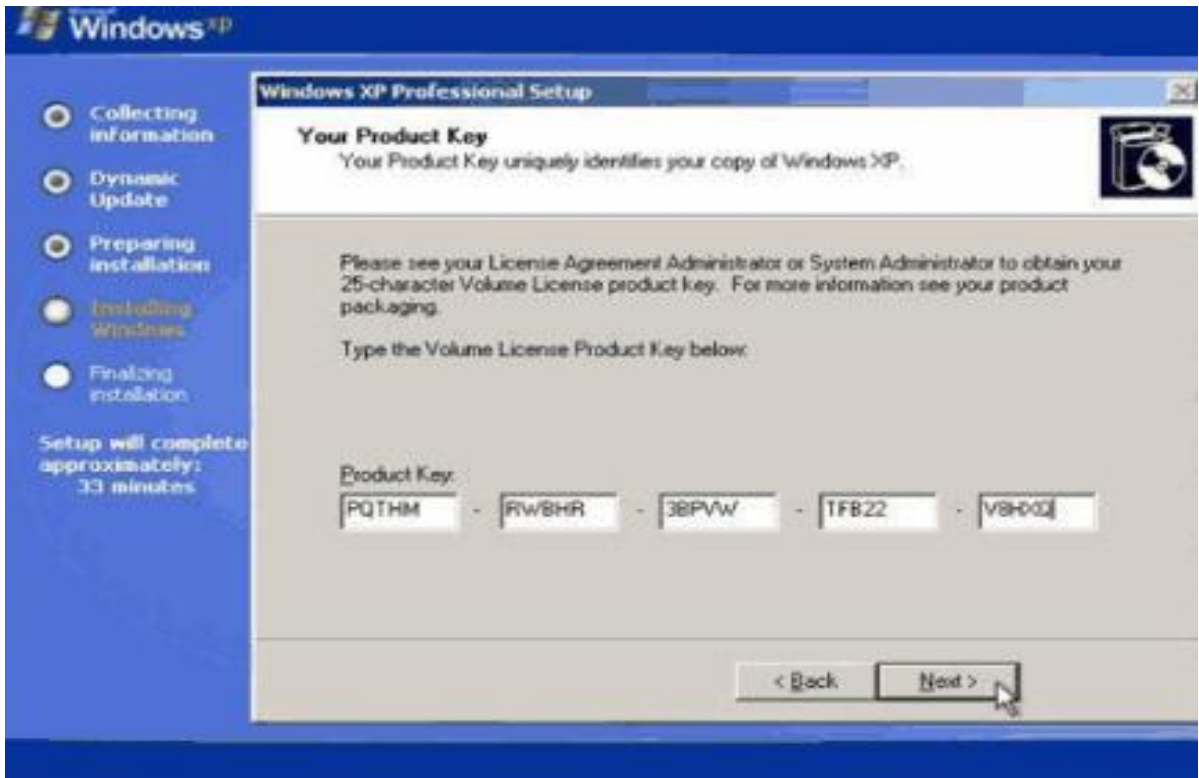 Windows xp
Collecting
information
Dynamic
Update
Preparing
installation
Installing
Windows
Finalizing
installation
Setup will complete
approximately:
33 minutes
Windows XP Professional Setup
Your Product Key
Your Product Key uniquely identifies your copy of Windows XP.
Please see your License Agreement Administrator or System Administrator to obtain your
25-character Volume License product key. For more information see your product
packaging.
Type the Volume License Product Key below:
Product Key:
PQTHM - RWBHR - 3BPVW - TFB22 - V8HXQ
< Back Next >